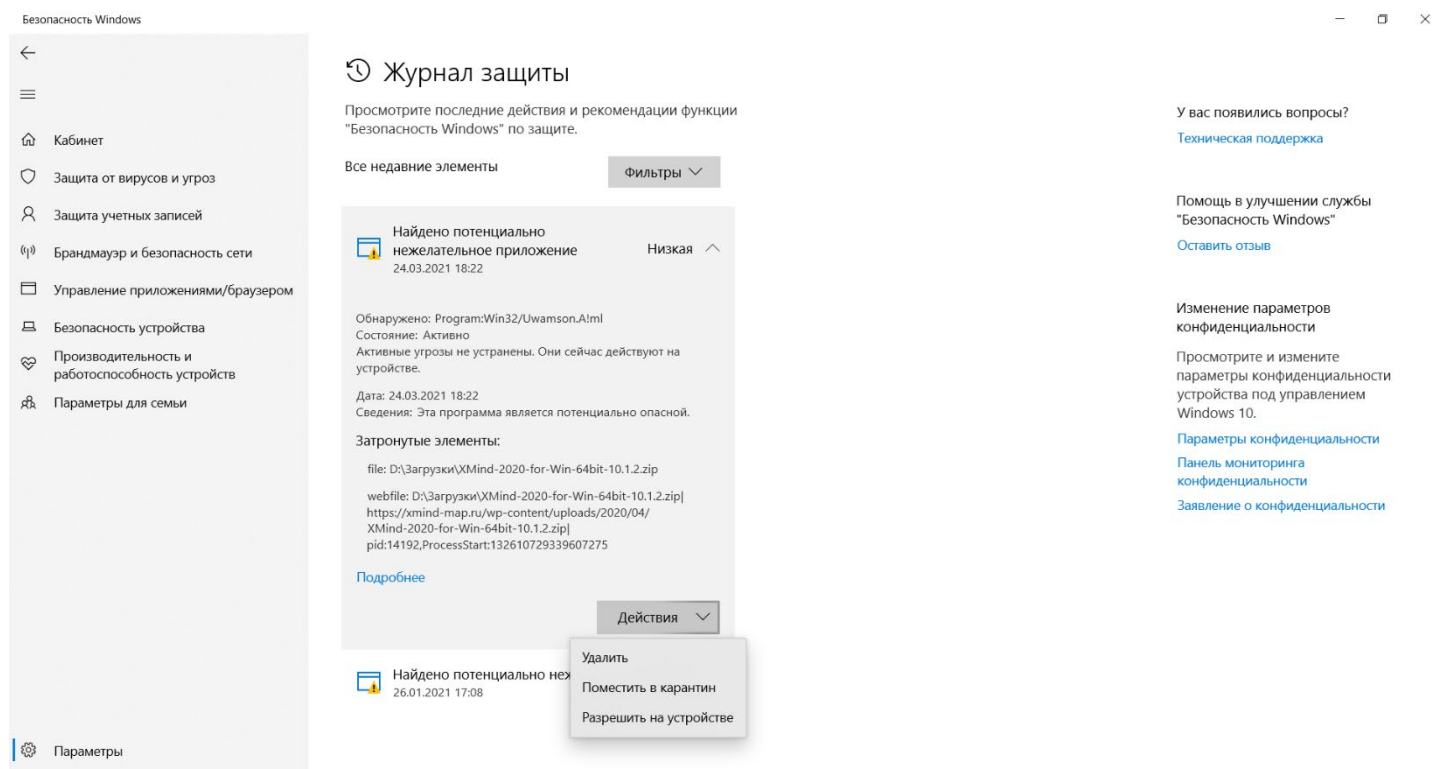 Безопасность Windows
Кабинет
Защита от вирусов и угроз
Защита учетных записей
Брандмауэр и безопасность сети
Управление приложениями/браузером
Безопасность устройства
Производительность и
работоспособность устройств
Параметры для семьи
Параметры
Журнал защиты
Просмотрите последние действия и рекомендации функции
"Безопасность Windows" по защите.
Все недавние элементы
Фильтры
Найдено потенциально
нежелательное приложение
Низкая
24.03.2021 18:22
Обнаружено: Program:Win32/Uwamson.A!ml
Состояние: Активно
Активные угрозы не устранены. Они сейчас действуют на
устройстве.
Дата: 24.03.2021 18:22
Сведения: Эта программа является потенциально опасной.
Затронутые элементы:
file: D:\Загрузки\XMind-2020-for-Win-64bit-10.1.2.zip
webfile: D:\Загрузки\XMind-2020-for-Win-64bit-10.1.2.zip|
https://xmind-map.ru/wp-content/uploads/2020/04/
XMind-2020-for-Win-64bit-10.1.2.zip|
pid:14192,ProcessStart:132610729339607275
Подробнее
Действия
Удалить
Поместить в карантин
Разрешить на устройстве
Найдено потенциально неж
26.01.2021 17:08
У вас появились вопросы?
Техническая поддержка
Помощь в улучшении службы
"Безопасность Windows"
Оставить отзыв
Изменение параметров
конфиденциальности
Просмотрите и измените
параметры конфиденциальности
устройства под управлением
Windows 10.
Параметры конфиденциальности
Панель мониторинга
конфиденциальности
Заявление о конфиденциальности